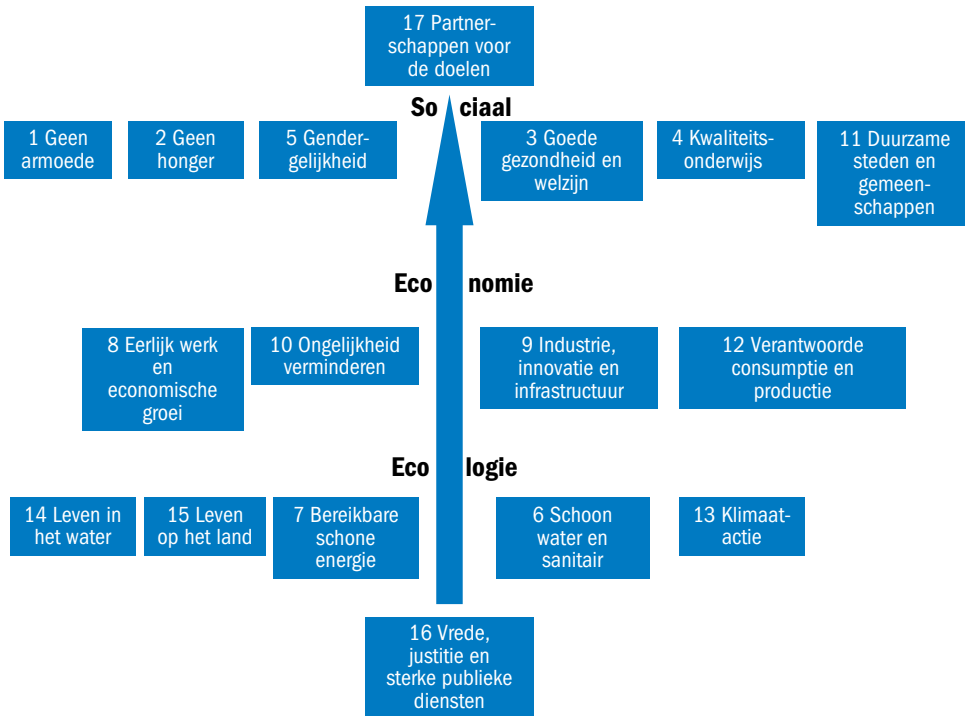 17 Partner-
schappen voor
de doelen
So ciaal
1 Geen
armoede
2 Geen
honger
5 Gender-
gelijkheid
3 Goede
gezondheid en
welzijn
4 Kwaliteits-
onderwijs
11 Duurzame
steden en
gemeen-
schappen
Eco nomie
8 Eerlijk werk
en
economische
groei
10 Ongelijkheid
verminderen
9 Industrie,
innovatie en
infrastructuur
12 Verantwoorde
consumptie en
productie
Eco logie
14 Leven in
het water
15 Leven
op het land
7 Bereikbare
schone
energie
6 Schoon
water en
sanitair
13 Klimaat-
actie
16 Vrede,
justitie en
sterke publieke
diensten